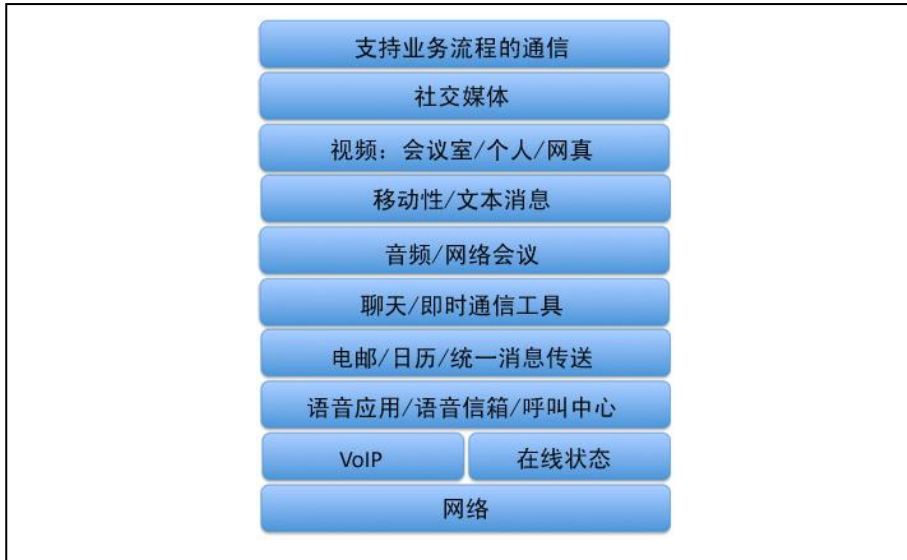 支持业务流程的通信
社交媒体
视频：会议室/个人/网真
移动性/文本消息
音频/网络会议
聊天/即时通信工具
电邮/日历/统一消息传送
语音应用/语音信箱/呼叫中心
VoIP 在线状态
网络